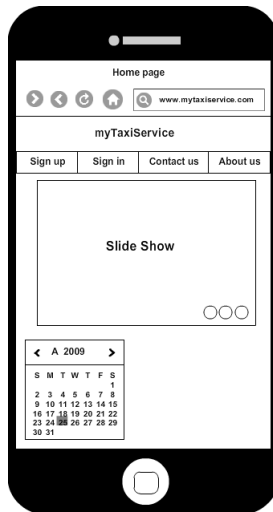 Home page
www.mytaxiservice.com
myTaxiService
Sign up Sign in Contact us About us
Slide Show
A 2009
S M T W T F S
1
2 3 4 5 6 7 8
9 10 11 12 13 14 15
16 17 18 19 20 21 22
23 24 25 26 27 28 29
30 31